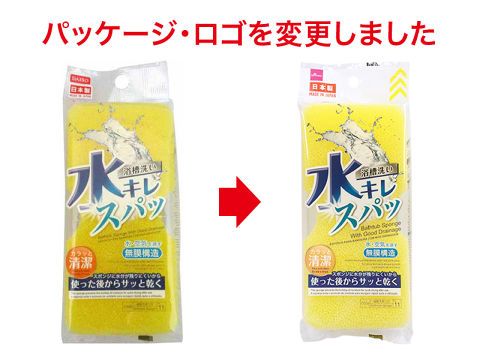 パッケージ・ロゴを変更しました
DAISO
日本製
MADE IN JAPAN
浴槽洗い
水キレ
スパッ
Bathtub Sponge
With Good Drainage
カラッと
清潔
水・空気を通す
無膜構造
スポンジに水分が残りにくいから
使った後からサッと乾く
日本製
MADE IN JAPAN
浴槽洗い
水キレ
スパッ
Bathtub Sponge
With Good Drainage
カラッと
清潔
水・空気を通す
無膜構造
スポンジに水分が残りにくいから
使った後からサッと乾く